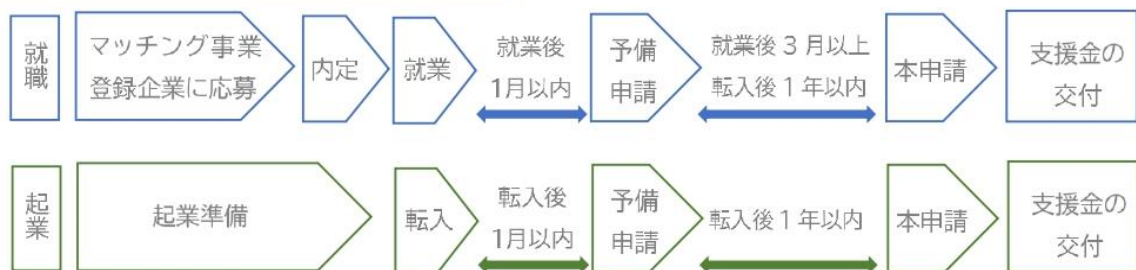 就職
マッチング事業
登録企業に応募
内定
就業
就業後
1月以内
予備
申請
就業後3月以上
転入後1年以内
本申請
支援金の
交付
起業
起業準備
転入
転入後
1月以内
予備
申請
転入後1年以内
本申請
支援金の
交付